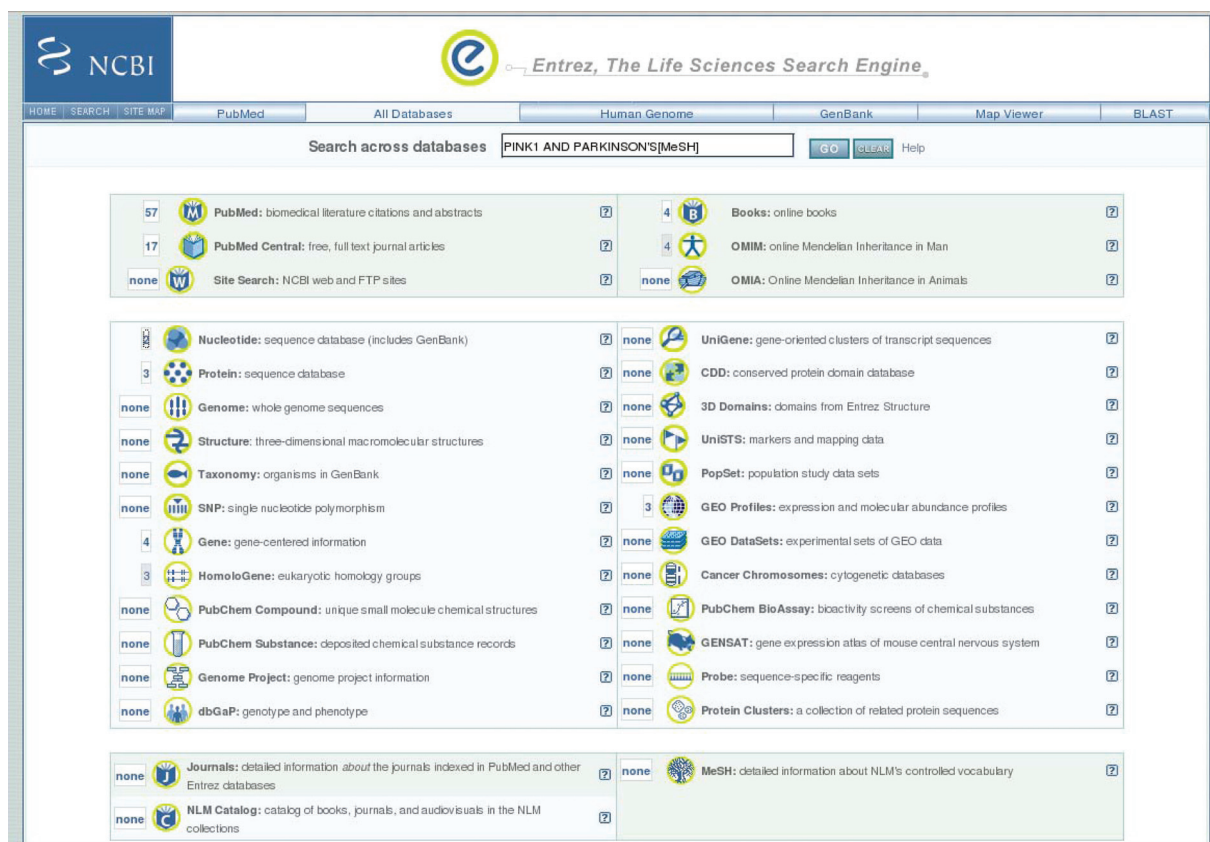 NCBI
Entrez, The Life Sciences Search Engine
HOME SEARCH SITE MAP PubMed All Databases Human Genome GenBank Map Viewer BLAST
Search across databases PINK1 AND PARKINSON'S[MeSH] GO CLEAR Help
57 M PubMed: biomedical literature citations and abstracts ?
17 PubMed Central: free, full text journal articles ?
none W Site Search: NCBI web and FTP sites ?
4 B Books: online books ?
4 OMIM: online Mendelian Inheritance in Man ?
none OMIA: Online Mendelian Inheritance in Animals ?
Nucleotide: sequence database (includes GenBank) ?
3 Protein: sequence database ?
none Genome: whole genome sequences ?
none Structure: three-dimensional macromolecular structures ?
none Taxonomy: organisms in GenBank ?
none SNP: single nucleotide polymorphism ?
4 Gene: gene-centered information ?
3 HomoloGene: eukaryotic homology groups ?
none PubChem Compound: unique small molecule chemical structures ?
none PubChem Substance: deposited chemical substance records ?
none Genome Project: genome project information ?
none dbGaP: genotype and phenotype ?
none UniGene: gene-oriented clusters of transcript sequences ?
none CDD: conserved protein domain database ?
none 3D Domains: domains from Entrez Structure ?
none UniSTS: markers and mapping data ?
none PopSet: population study data sets ?
3 GEO Profiles: expression and molecular abundance profiles ?
none GEO DataSets: experimental sets of GEO data ?
none Cancer Chromosomes: cytogenetic databases ?
none PubChem BioAssay: bioactivity screens of chemical substances ?
none GENSAT: gene expression atlas of mouse central nervous system ?
none Probe: sequence-specific reagents ?
none Protein Clusters: a collection of related protein sequences ?
none J Journals: detailed information about the journals indexed in PubMed and other
Entrez databases ?
none C NLM Catalog: catalog of books, journals, and audiovisuals in the NLM
collections ?
none MeSH: detailed information about NLM's controlled vocabulary ?